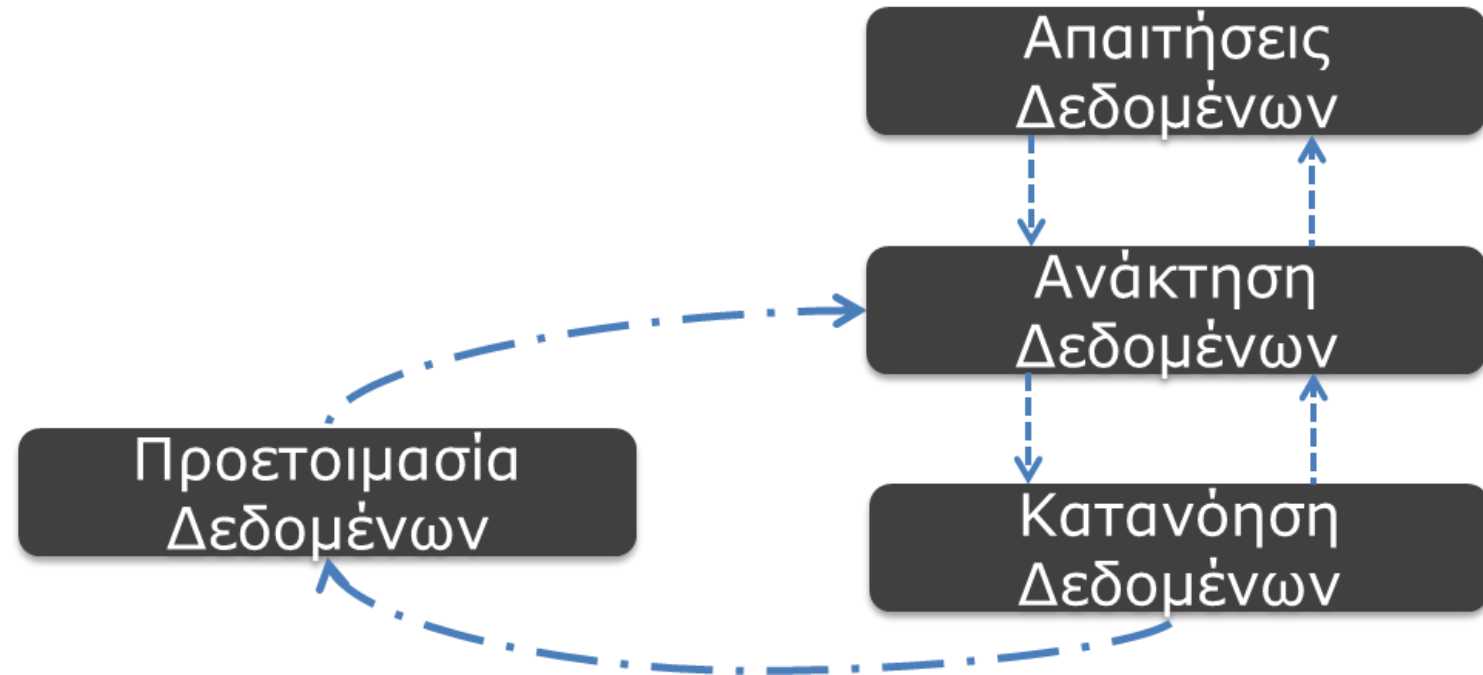 Απαιτήσεις
Δεδομένων
Ανάκτηση
Δεδομένων
Προετοιμασία
Δεδομένων
Κατανόηση
Δεδομένων